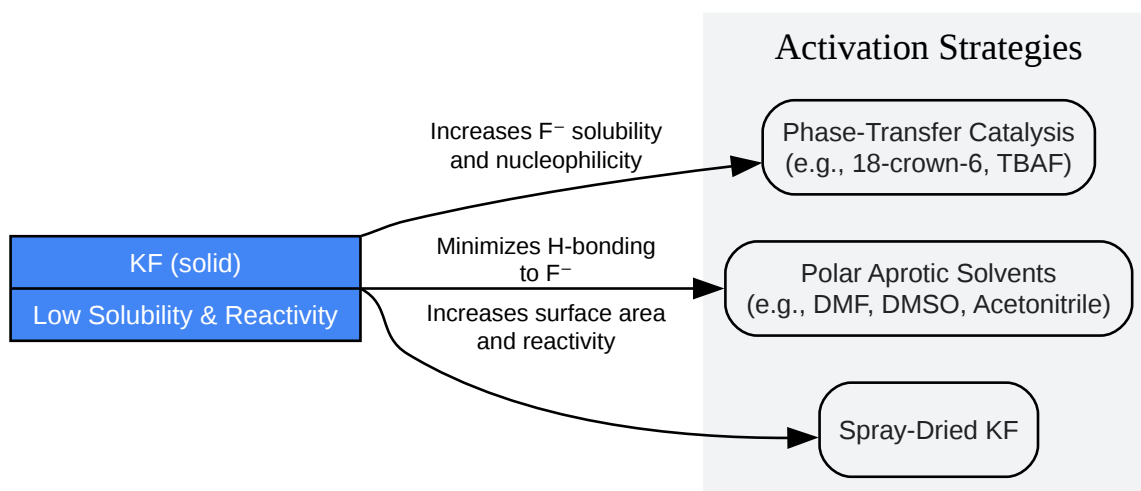 Activation Strategies
Increases F⁻ solubility
and nucleophilicity
Phase-Transfer Catalysis
(e.g., 18-crown-6, TBAF)
KF (solid)
Low Solubility & Reactivity
Minimizes H-bonding
to F⁻
Polar Aprotic Solvents
(e.g., DMF, DMSO, Acetonitrile)
Increases surface area
and reactivity
Spray-Dried KF